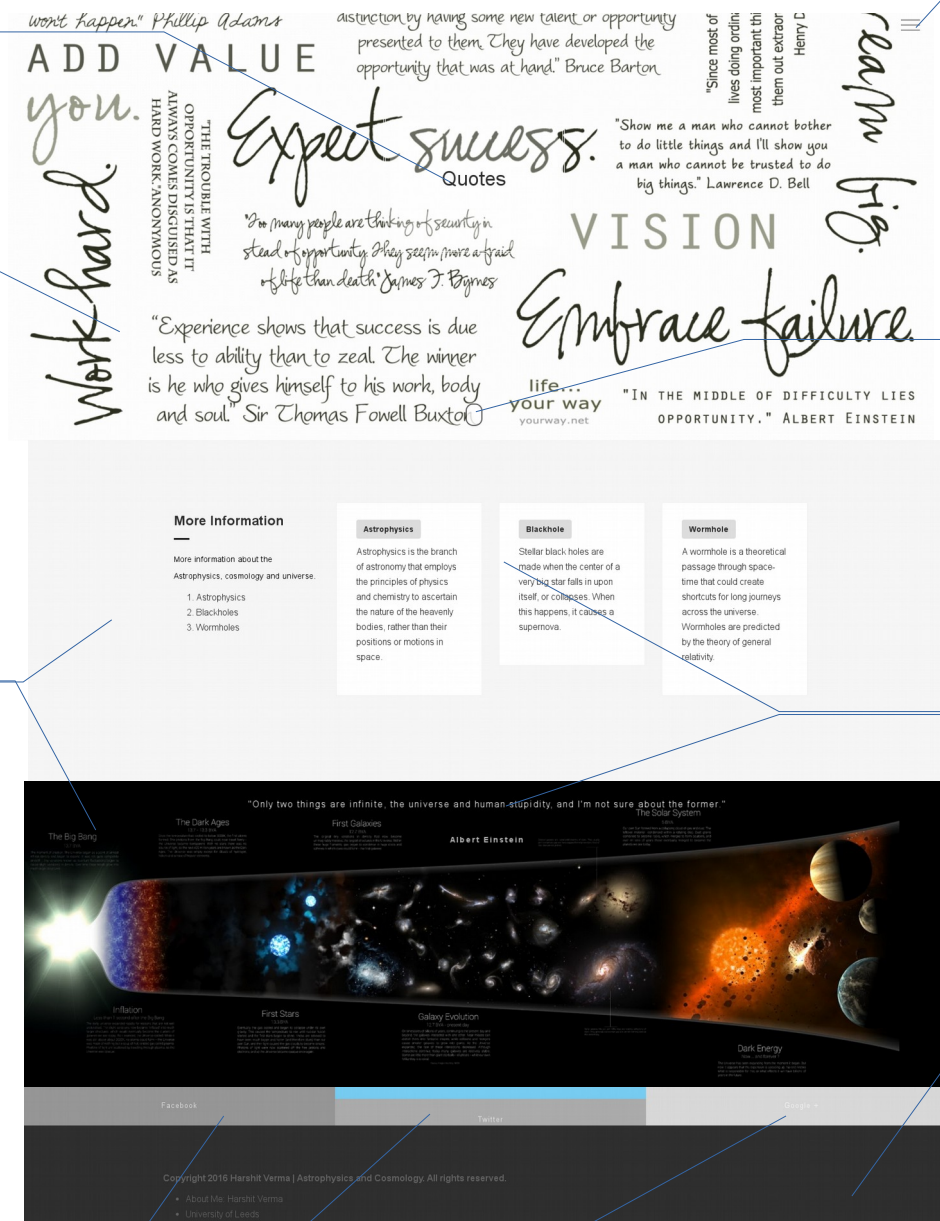 won't happen." Phillip Adams
ADD VALUE
you.
distinction by having some new talent or opportunity
presented to them. They have developed the
opportunity that was at hand." Bruce Barton
"Since most of
lives doing ordina
most important thi
them out extraor
Henry D
ream big.
Work hard.
"THE TROUBLE WITH
OPPORTUNITY IS THAT IT
ALWAYS COMES DISGUISED AS
HARD WORK."ANONYMOUS
Expect success.
Quotes
"Show me a man who cannot bother
to do little things and I'll show you
a man who cannot be trusted to do
big things." Lawrence D. Bell
"Too many people are thinking of security in
stead of opportunity. They seem more afraid
of life than death" James F. Byrnes
VISION
Embrace failure.
"Experience shows that success is due
less to ability than to zeal. The winner
is he who gives himself to his work, body
and soul." Sir Thomas Fowell Buxton
life...
your way
yourway.net
"IN THE MIDDLE OF DIFFICULTY LIES
OPPORTUNITY." ALBERT EINSTEIN
More Information
More information about the
Astrophysics, cosmology and universe.
1. Astrophysics
2. Blackholes
3. Wormholes
Astrophysics
Astrophysics is the branch
of astronomy that employs
the principles of physics
and chemistry to ascertain
the nature of the heavenly
bodies, rather than their
positions or motions in
space.
Blackhole
Stellar black holes are
made when the center of a
very big star falls in upon
itself, or collapses. When
this happens, it causes a
supernova.
Wormhole
A wormhole is a theoretical
passage through space-
time that could create
shortcuts for long journeys
across the universe.
Wormholes are predicted
by the theory of general
relativity.
"Only two things are infinite, the universe and human stupidity, and I'm not sure about the former."
Albert Einstein
The Big Bang
The Dark Ages
First Galaxies
The Solar System
Inflation
First Stars
Galaxy Evolution
Dark Energy
Facebook
Twitter
Google +
Copyright 2016 Harshit Verma | Astrophysics and Cosmology. All rights reserved.
• About Me: Harshit Verma
• University of Leeds